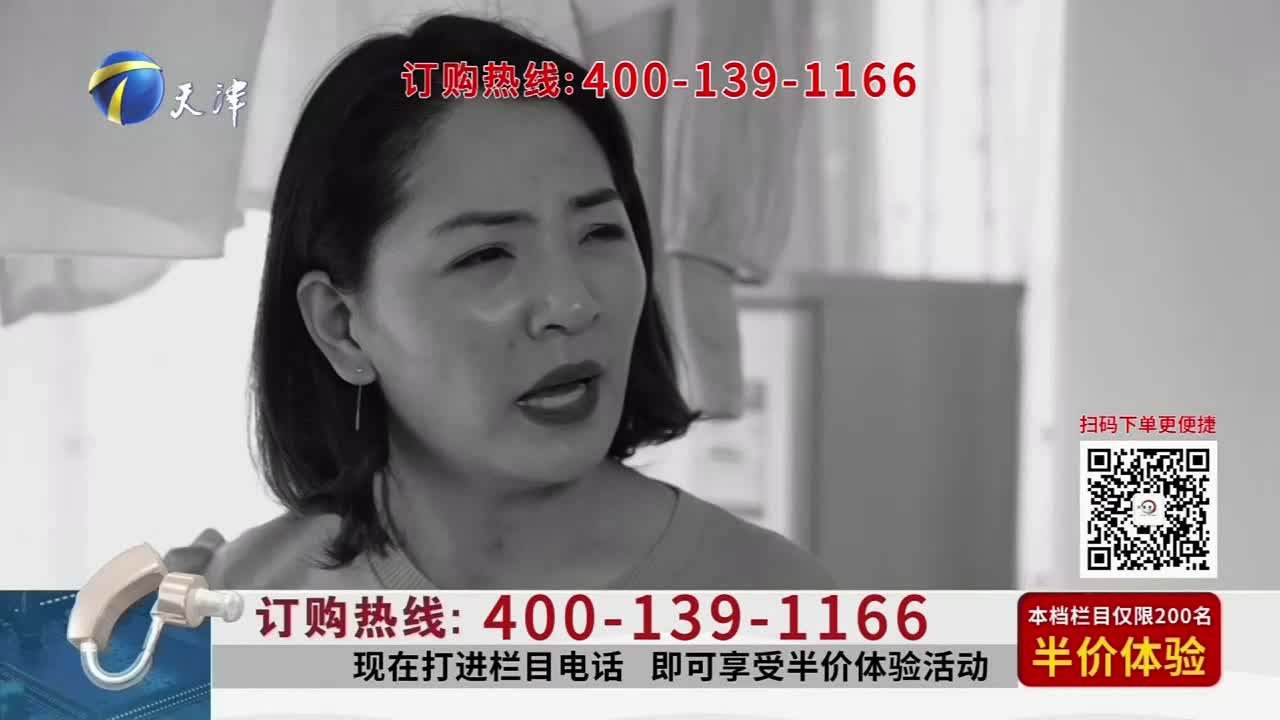 天津
订购热线:400-139-1166
扫码下单更便捷
订购热线: 400-139-1166
现在打进栏目电话 即可享受半价体验活动
本档栏目仅限200名
半价体验